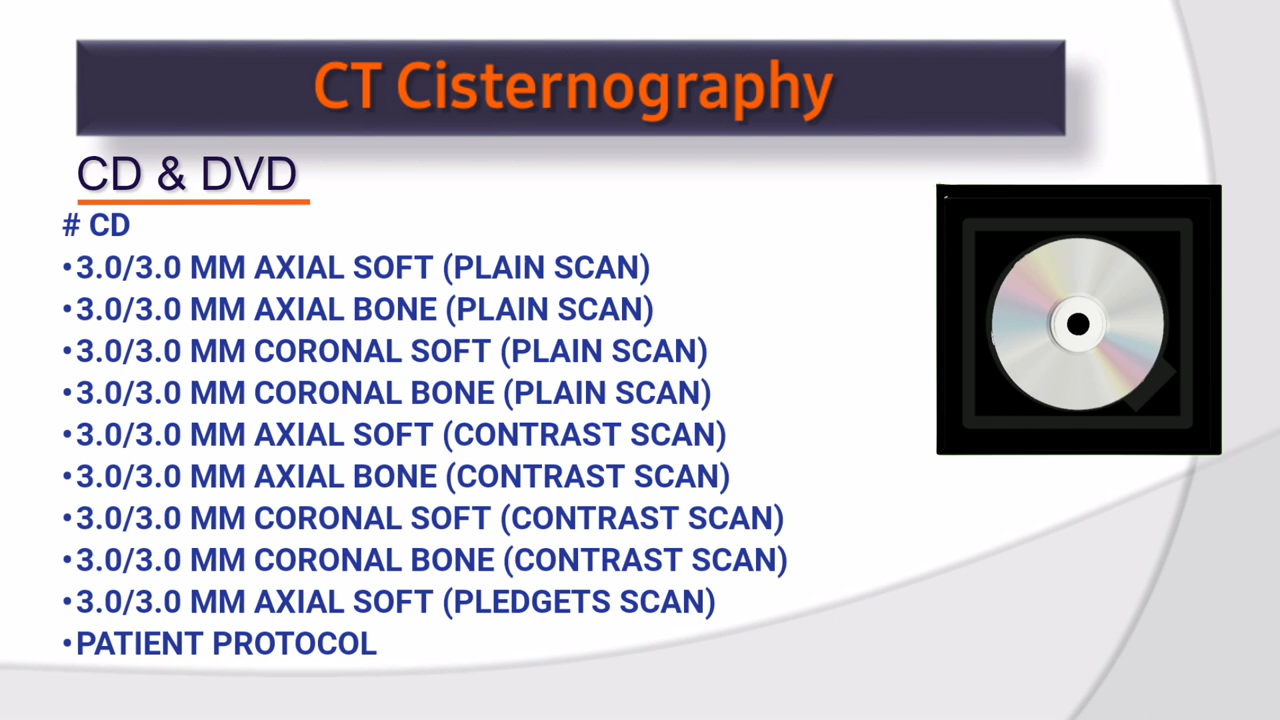 CT Cisternography
CD & DVD
# CD
•3.0/3.0 MM AXIAL SOFT (PLAIN SCAN)
•3.0/3.0 MM AXIAL BONE (PLAIN SCAN)
•3.0/3.0 MM CORONAL SOFT (PLAIN SCAN)
•3.0/3.0 MM CORONAL BONE (PLAIN SCAN)
•3.0/3.0 MM AXIAL SOFT (CONTRAST SCAN)
•3.0/3.0 MM AXIAL BONE (CONTRAST SCAN)
•3.0/3.0 MM CORONAL SOFT (CONTRAST SCAN)
•3.0/3.0 MM CORONAL BONE (CONTRAST SCAN)
•3.0/3.0 MM AXIAL SOFT (PLEDGETS SCAN)
•PATIENT PROTOCOL